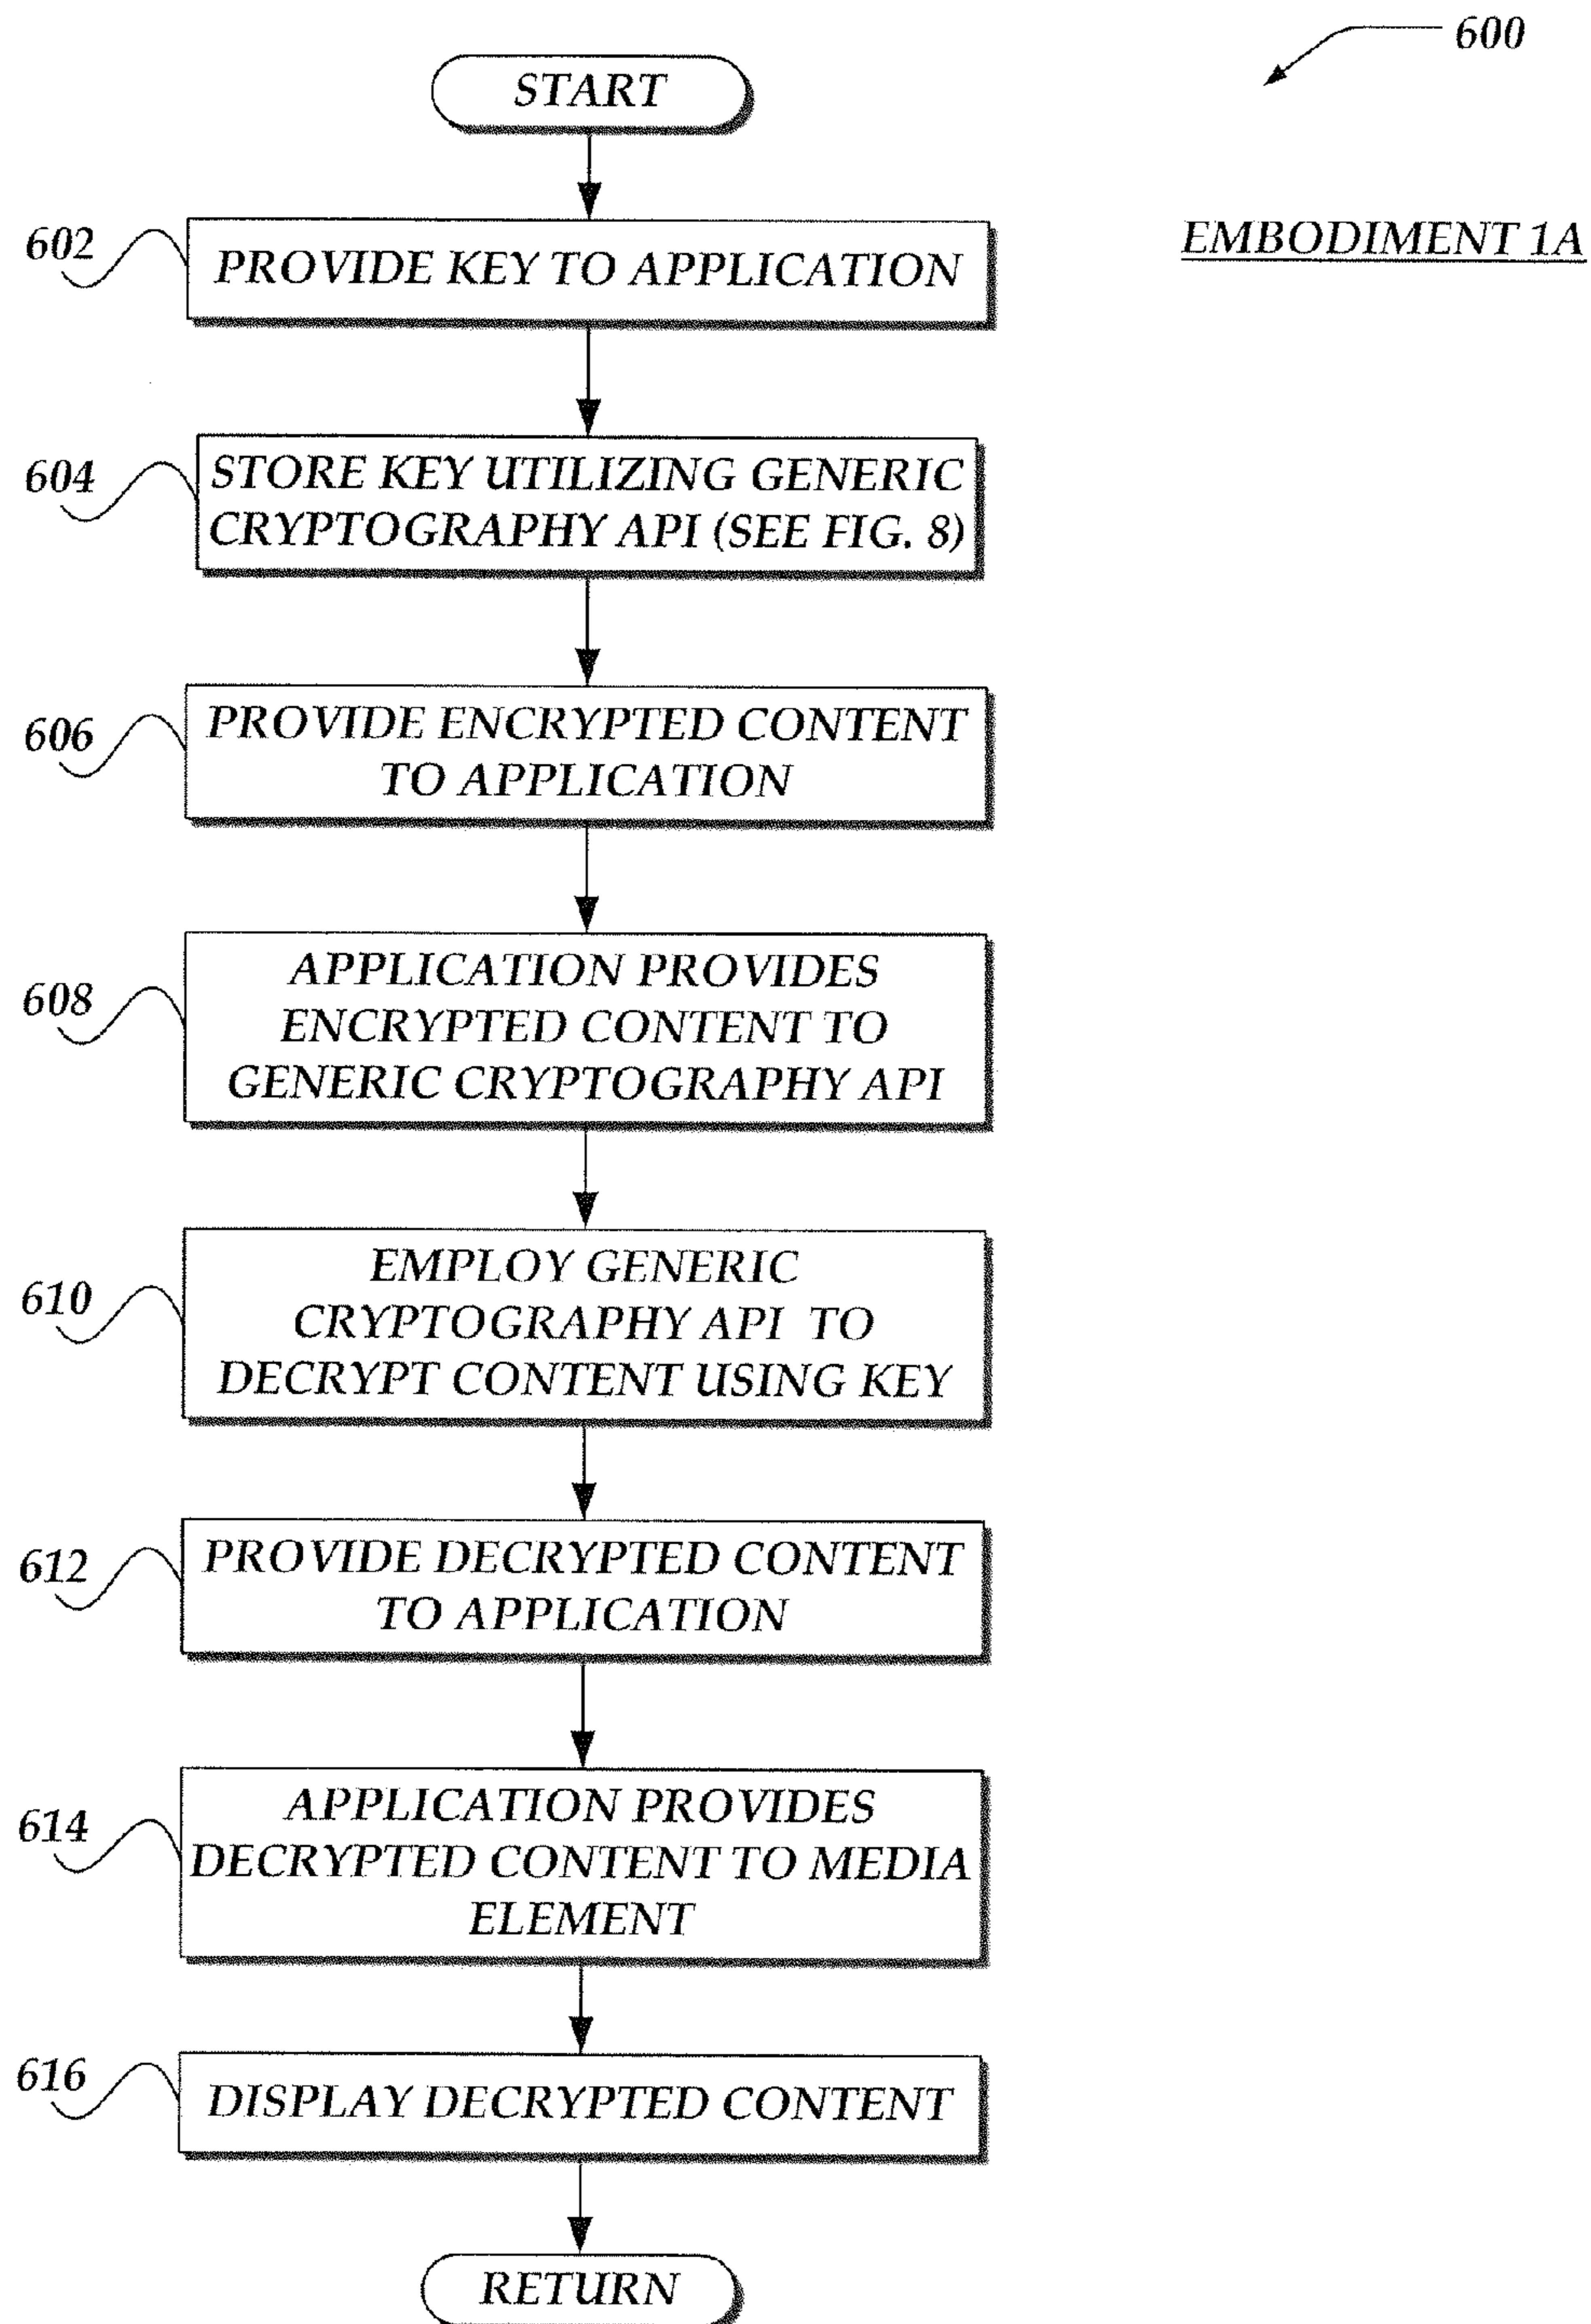 600
START
EMBODIMENT 1A
602
PROVIDE KEY TO APPLICATION
604
STORE KEY UTILIZING GENERIC
CRYPTOGRAPHY API (SEE FIG. 8)
606
PROVIDE ENCRYPTED CONTENT
TO APPLICATION
608
APPLICATION PROVIDES
ENCRYPTED CONTENT TO
GENERIC CRYPTOGRAPHY API
610
EMPLOY GENERIC
CRYPTOGRAPHY API TO
DECRYPT CONTENT USING KEY
612
PROVIDE DECRYPTED CONTENT
TO APPLICATION
614
APPLICATION PROVIDES
DECRYPTED CONTENT TO MEDIA
ELEMENT
616
DISPLAY DECRYPTED CONTENT
RETURN